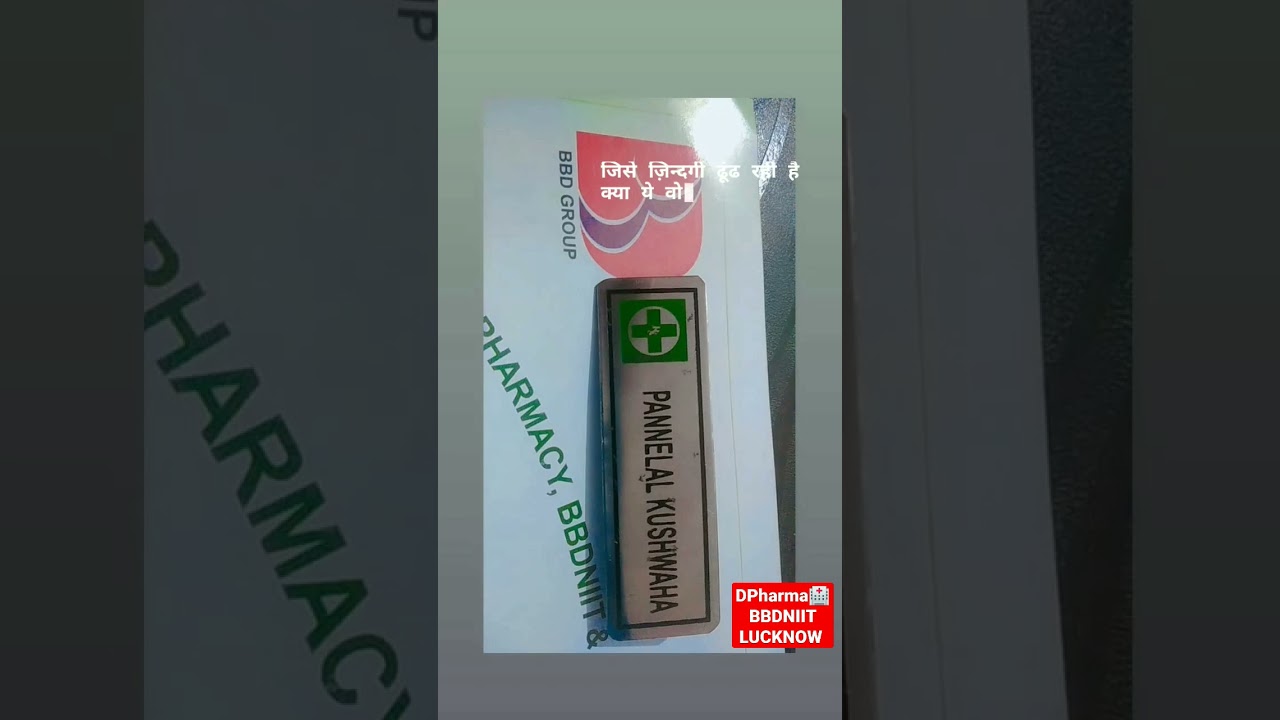 जिसे ज़िन्दगी ढूंढ रही है
क्या ये वो
BBD GROUP
PHARMACY, BBDNIIT &
PANNELAL KUSHWAHA
DPharma🏥
BBDNIIT
LUCKNOW